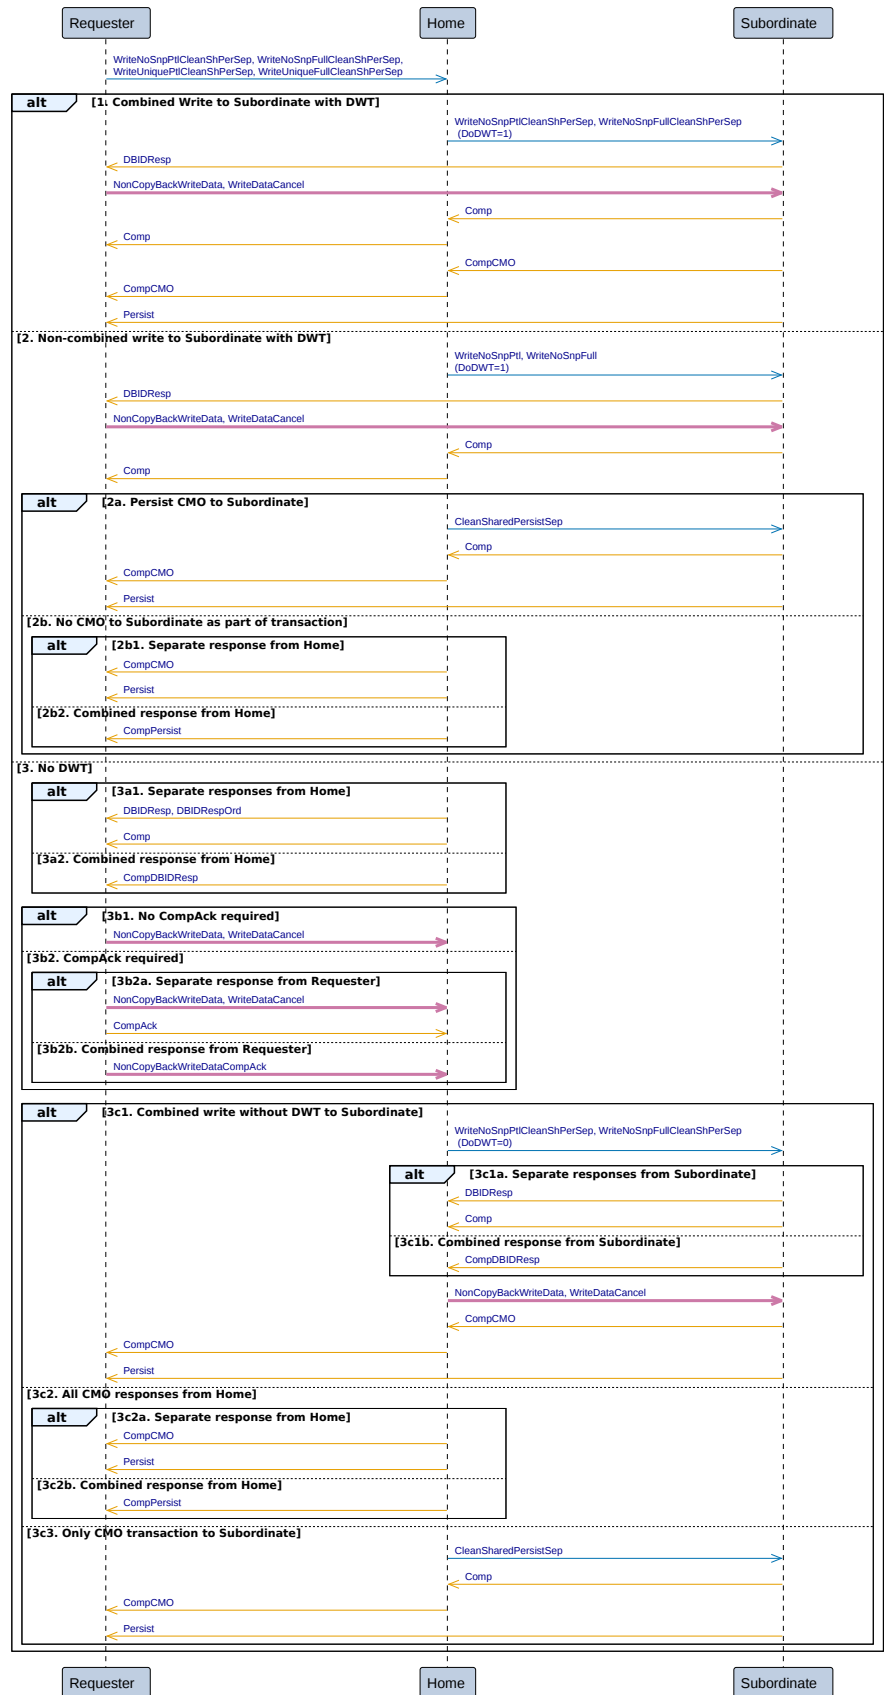 Requester Home Subordinate
WriteNoSnpPtlCleanShPerSep, WriteNoSnpFullCleanShPerSep,
WriteUniquePtlCleanShPerSep, WriteUniqueFullCleanShPerSep
alt [1. Combined Write to Subordinate with DWT]
WriteNoSnpPtlCleanShPerSep, WriteNoSnpFullCleanShPerSep
(DoDWT=1)
DBIDResp
NonCopyBackWriteData, WriteDataCancel
Comp
Comp
CompCMO
CompCMO
Persist
[2. Non-combined write to Subordinate with DWT]
WriteNoSnpPtl, WriteNoSnpFull
(DoDWT=1)
DBIDResp
NonCopyBackWriteData, WriteDataCancel
Comp
Comp
alt [2a. Persist CMO to Subordinate]
CleanSharedPersistSep
Comp
CompCMO
Persist
[2b. No CMO to Subordinate as part of transaction]
alt [2b1. Separate response from Home]
CompCMO
Persist
[2b2. Combined response from Home]
CompPersist
[3. No DWT]
alt [3a1. Separate responses from Home]
DBIDResp, DBIDRespOrd
Comp
[3a2. Combined response from Home]
CompDBIDResp
alt [3b1. No CompAck required]
NonCopyBackWriteData, WriteDataCancel
[3b2. CompAck required]
alt [3b2a. Separate response from Requester]
NonCopyBackWriteData, WriteDataCancel
CompAck
[3b2b. Combined response from Requester]
NonCopyBackWriteDataCompAck
alt [3c1. Combined write without DWT to Subordinate]
WriteNoSnpPtlCleanShPerSep, WriteNoSnpFullCleanShPerSep
(DoDWT=0)
alt [3c1a. Separate responses from Subordinate]
DBIDResp
Comp
[3c1b. Combined response from Subordinate]
CompDBIDResp
NonCopyBackWriteData, WriteDataCancel
CompCMO
CompCMO
Persist
[3c2. All CMO responses from Home]
alt [3c2a. Separate response from Home]
CompCMO
Persist
[3c2b. Combined response from Home]
CompPersist
[3c3. Only CMO transaction to Subordinate]
CleanSharedPersistSep
Comp
CompCMO
Persist
Requester Home Subordinate